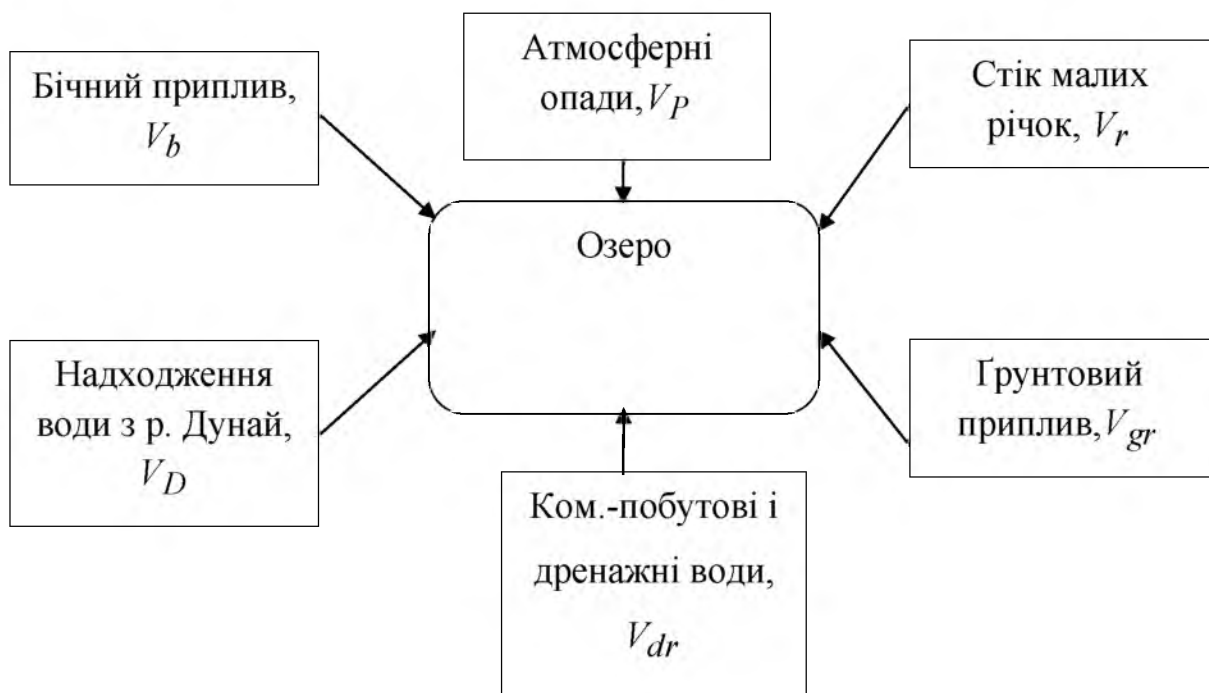 Бічний приплив,
V_b
Атмосферні
опади, V_P
Стік малих
річок, V_r
Озеро
Надходження
води з р. Дунай,
V_D
Ком.-побутові і
дренажні води,
V_dr
Ґрунтовий
приплив, V_gr